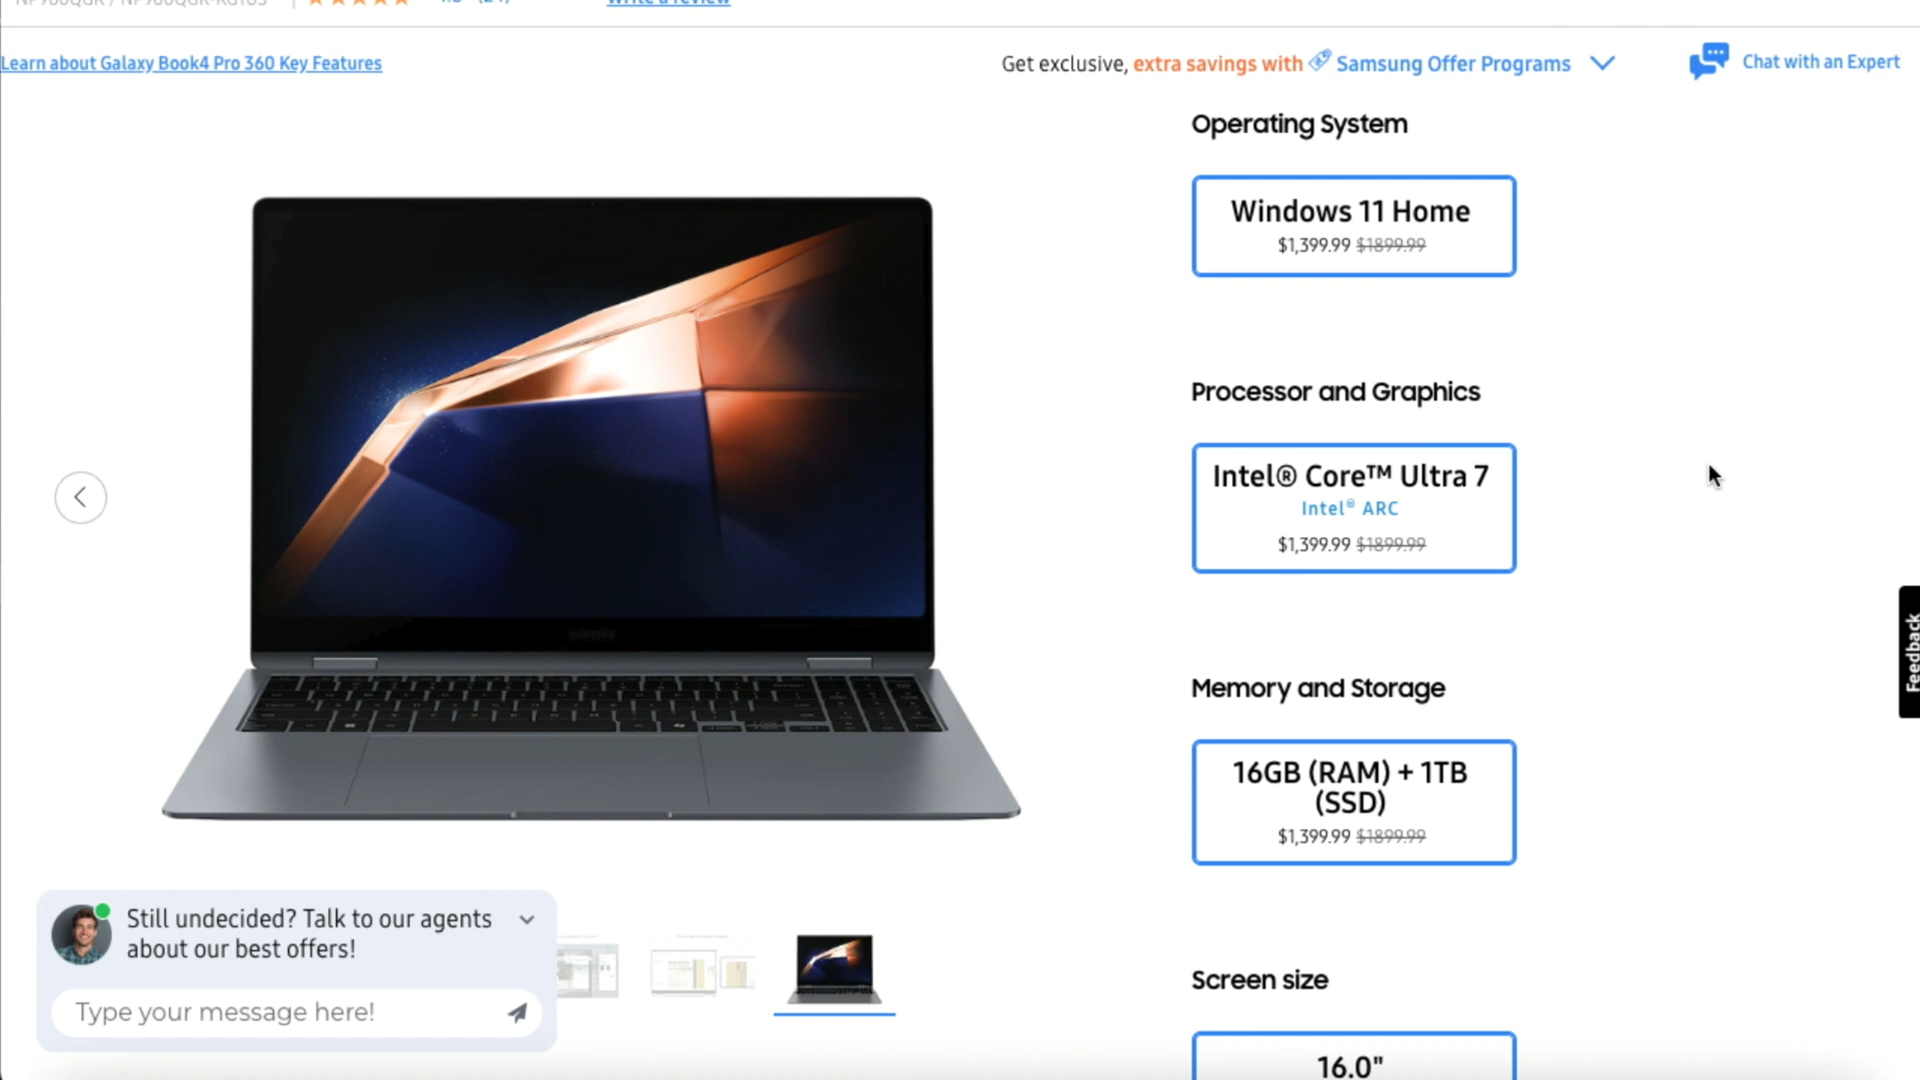 Learn about Galaxy Book4 Pro 360 Key Features
Get exclusive, extra savings with Samsung Offer Programs
Chat with an Expert
Operating System
Windows 11 Home
$1,399.99 $1899.99
Processor and Graphics
Intel® Core™ Ultra 7
Intel® ARC
$1,399.99 $1899.99
Feedback
Memory and Storage
16GB (RAM) + 1TB
(SSD)
$1,399.99 $1899.99
Still undecided? Talk to our agents
about our best offers!
Type your message here!
Screen size
16.0"